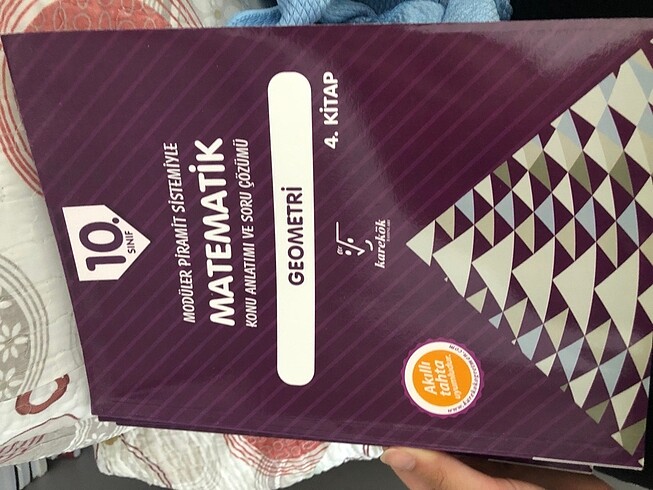 10.
SINIF
MODÜLER PİRAMİT SİSTEMİYLE
MATEMATİK
KONU ANLATIMI VE SORU ÇÖZÜMÜ
GEOMETRİ
4. KİTAP
karekök
Akıllı
tahta
uyumludur.